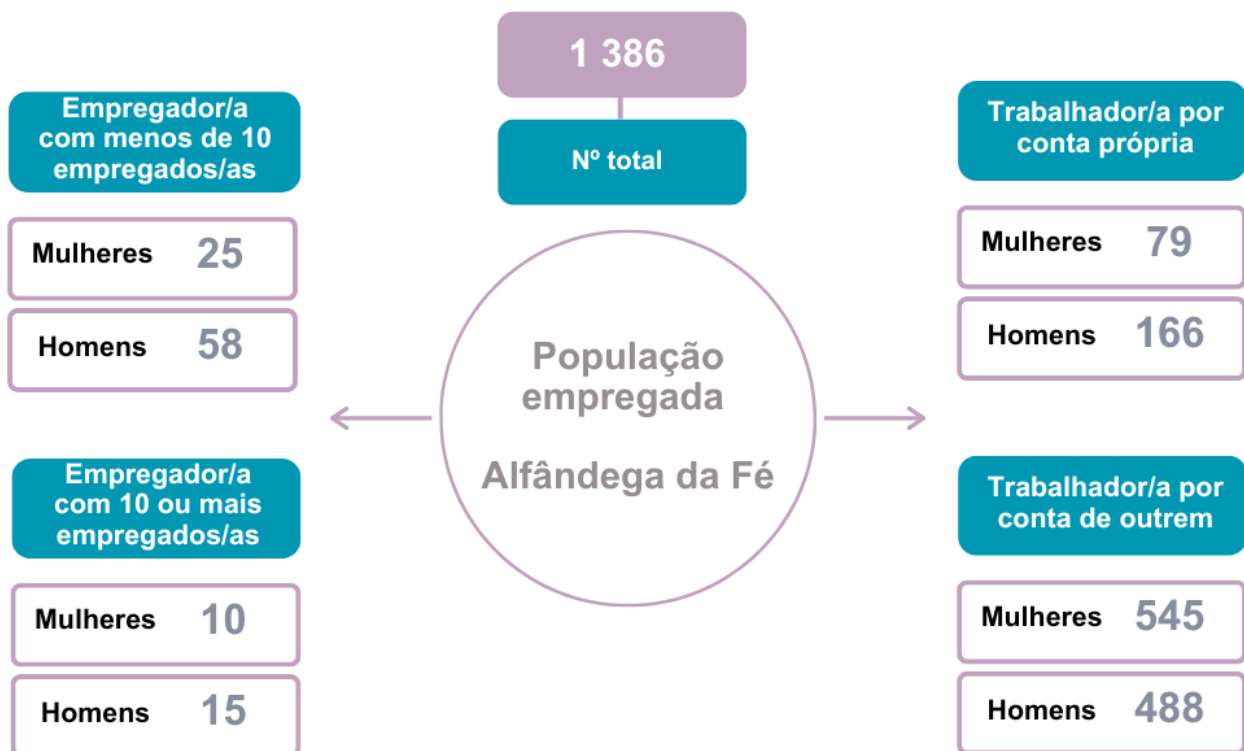 1 386
Nº total
Empregador/a
com menos de 10
empregados/as
Mulheres 25
Homens 58
Empregador/a
com 10 ou mais
empregados/as
Mulheres 10
Homens 15
População
empregada
Alfândega da Fé
Trabalhador/a por
conta própria
Mulheres 79
Homens 166
Trabalhador/a por
conta de outrem
Mulheres 545
Homens 488